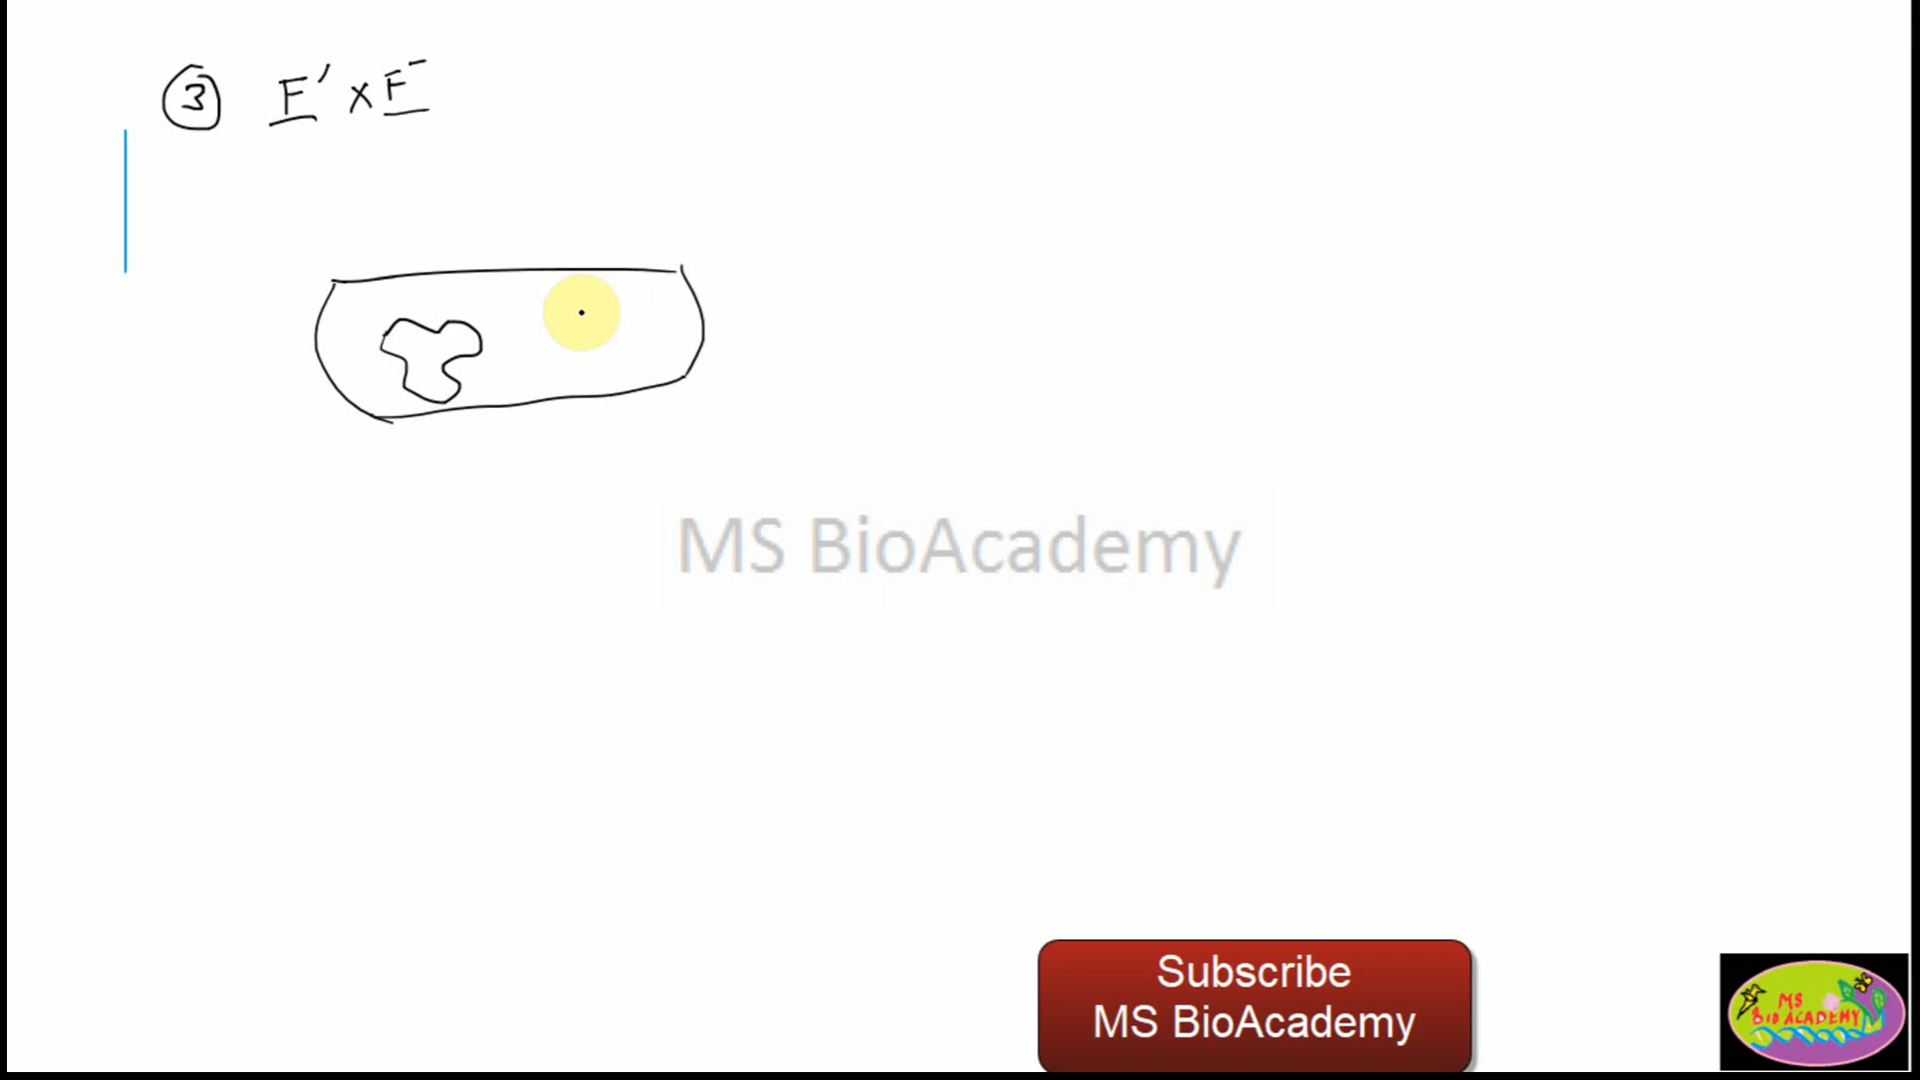 ③ F' x F⁻
MS BioAcademy
Subscribe
MS BioAcademy
MS
BIO ACADEMY